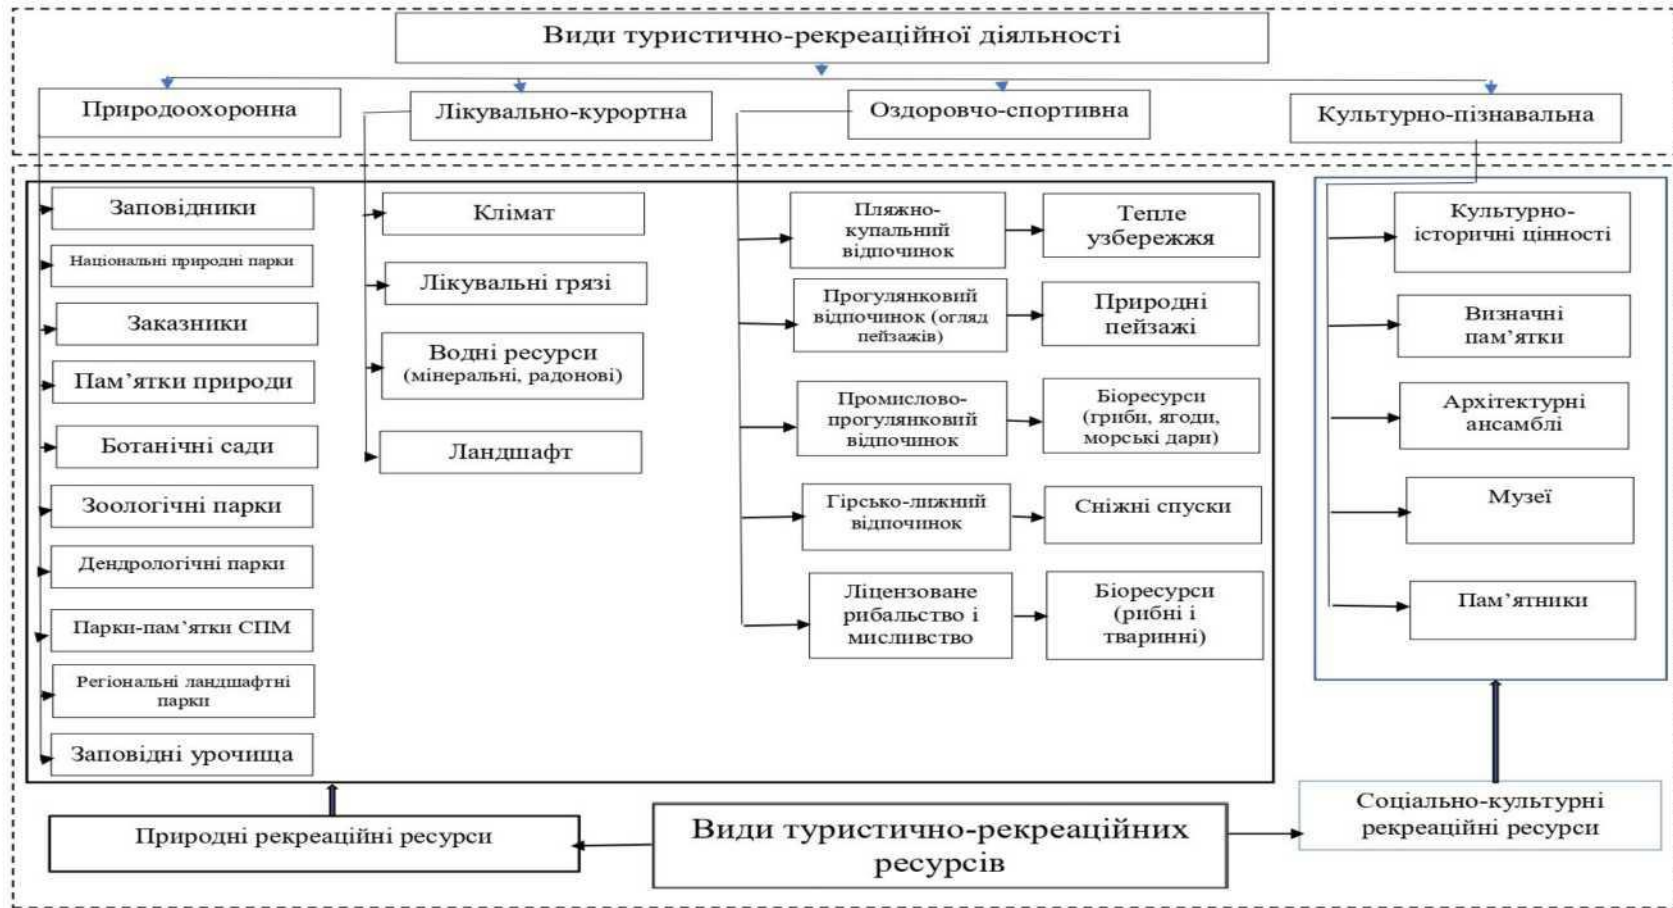 Види туристично-рекреаційної діяльності
Природоохоронна
Лікувально-курортна
Оздоровчо-спортивна
Культурно-пізнавальна
Заповідники
Національні природні парки
Заказники
Пам’ятки природи
Ботанічні сади
Зоологічні парки
Дендрологічні парки
Парки-пам’ятки СПМ
Регіональні ландшафтні
парки
Заповідні урочища
Клімат
Лікувальні грязі
Водні ресурси
(мінеральні, радонові)
Ландшафт
Пляжно-
купальний
відпочинок
Тепле
узбережжя
Прогулянковий
відпочинок (огляд
пейзажів)
Природні
пейзажі
Промислово-
прогулянковий
відпочинок
Біоресурси
(гриби, ягоди,
морські дари)
Гірсько-лижний
відпочинок
Сніжні спуски
Ліцензоване
рибальство і
мисливство
Біоресурси
(рибні і
тваринні)
Культурно-
історичні цінності
Визначні
пам’ятки
Архітектурні
ансамблі
Музеї
Пам’ятники
Природні рекреаційні ресурси
Види туристично-рекреаційних
ресурсів
Соціально-культурні
рекреаційні ресурси